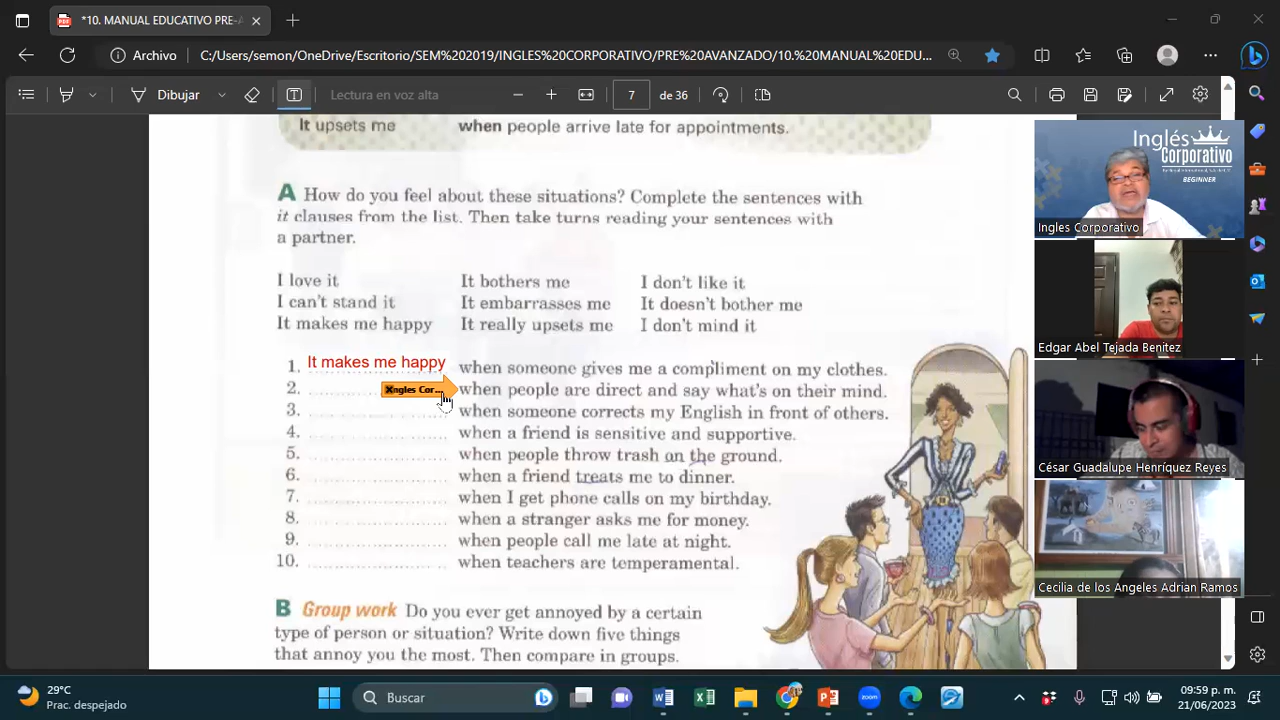 *10. MANUAL EDUCATIVO PRE-A
Archivo
C:/Users/semon/OneDrive/Escritorio/SEM%202019/INGLES%20CORPORATIVO/PRE%20AVANZADO/10.%20MANUAL%20EDU...
Dibujar
Lectura en voz alta
7
de 36
It upsets me
when people arrive late for appointments.
A How do you feel about these situations? Complete the sentences with
it clauses from the list. Then take turns reading your sentences with
a partner.
I love it It bothers me I don't like it
I can't stand it It embarrasses me It doesn't bother me
It makes me happy It really upsets me I don't mind it
1. It makes me happy when someone gives me a compliment on my clothes.
2. when people are direct and say what's on their mind.
Ingles Cor...
3. when someone corrects my English in front of others.
4. when a friend is sensitive and supportive.
5. when people throw trash on the ground.
6. when a friend treats me to dinner.
7. when I get phone calls on my birthday.
8. when a stranger asks me for money.
9. when people call me late at night.
10. when teachers are temperamental.
B Group work Do you ever get annoyed by a certain
type of person or situation? Write down five things
that annoy you the most. Then compare in groups.
Inglés
Corporativo
BEGINNER
Ingles Corporativo
Edgar Abel Tejada Benitez
César Guadalupe Henríquez Reyes
Cecilia de los Angeles Adrian Ramos
29°C
Prac. despejado
Buscar
zoom
09:59 p. m.
21/06/2023